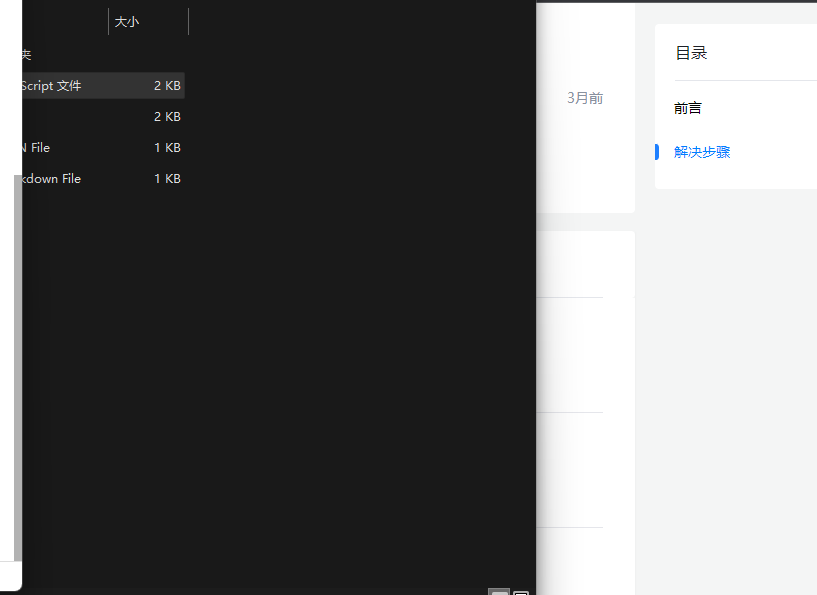 大小
夹
Script 文件 2 KB
2 KB
N File 1 KB
kdown File 1 KB
3月前
目录
前言
解决步骤